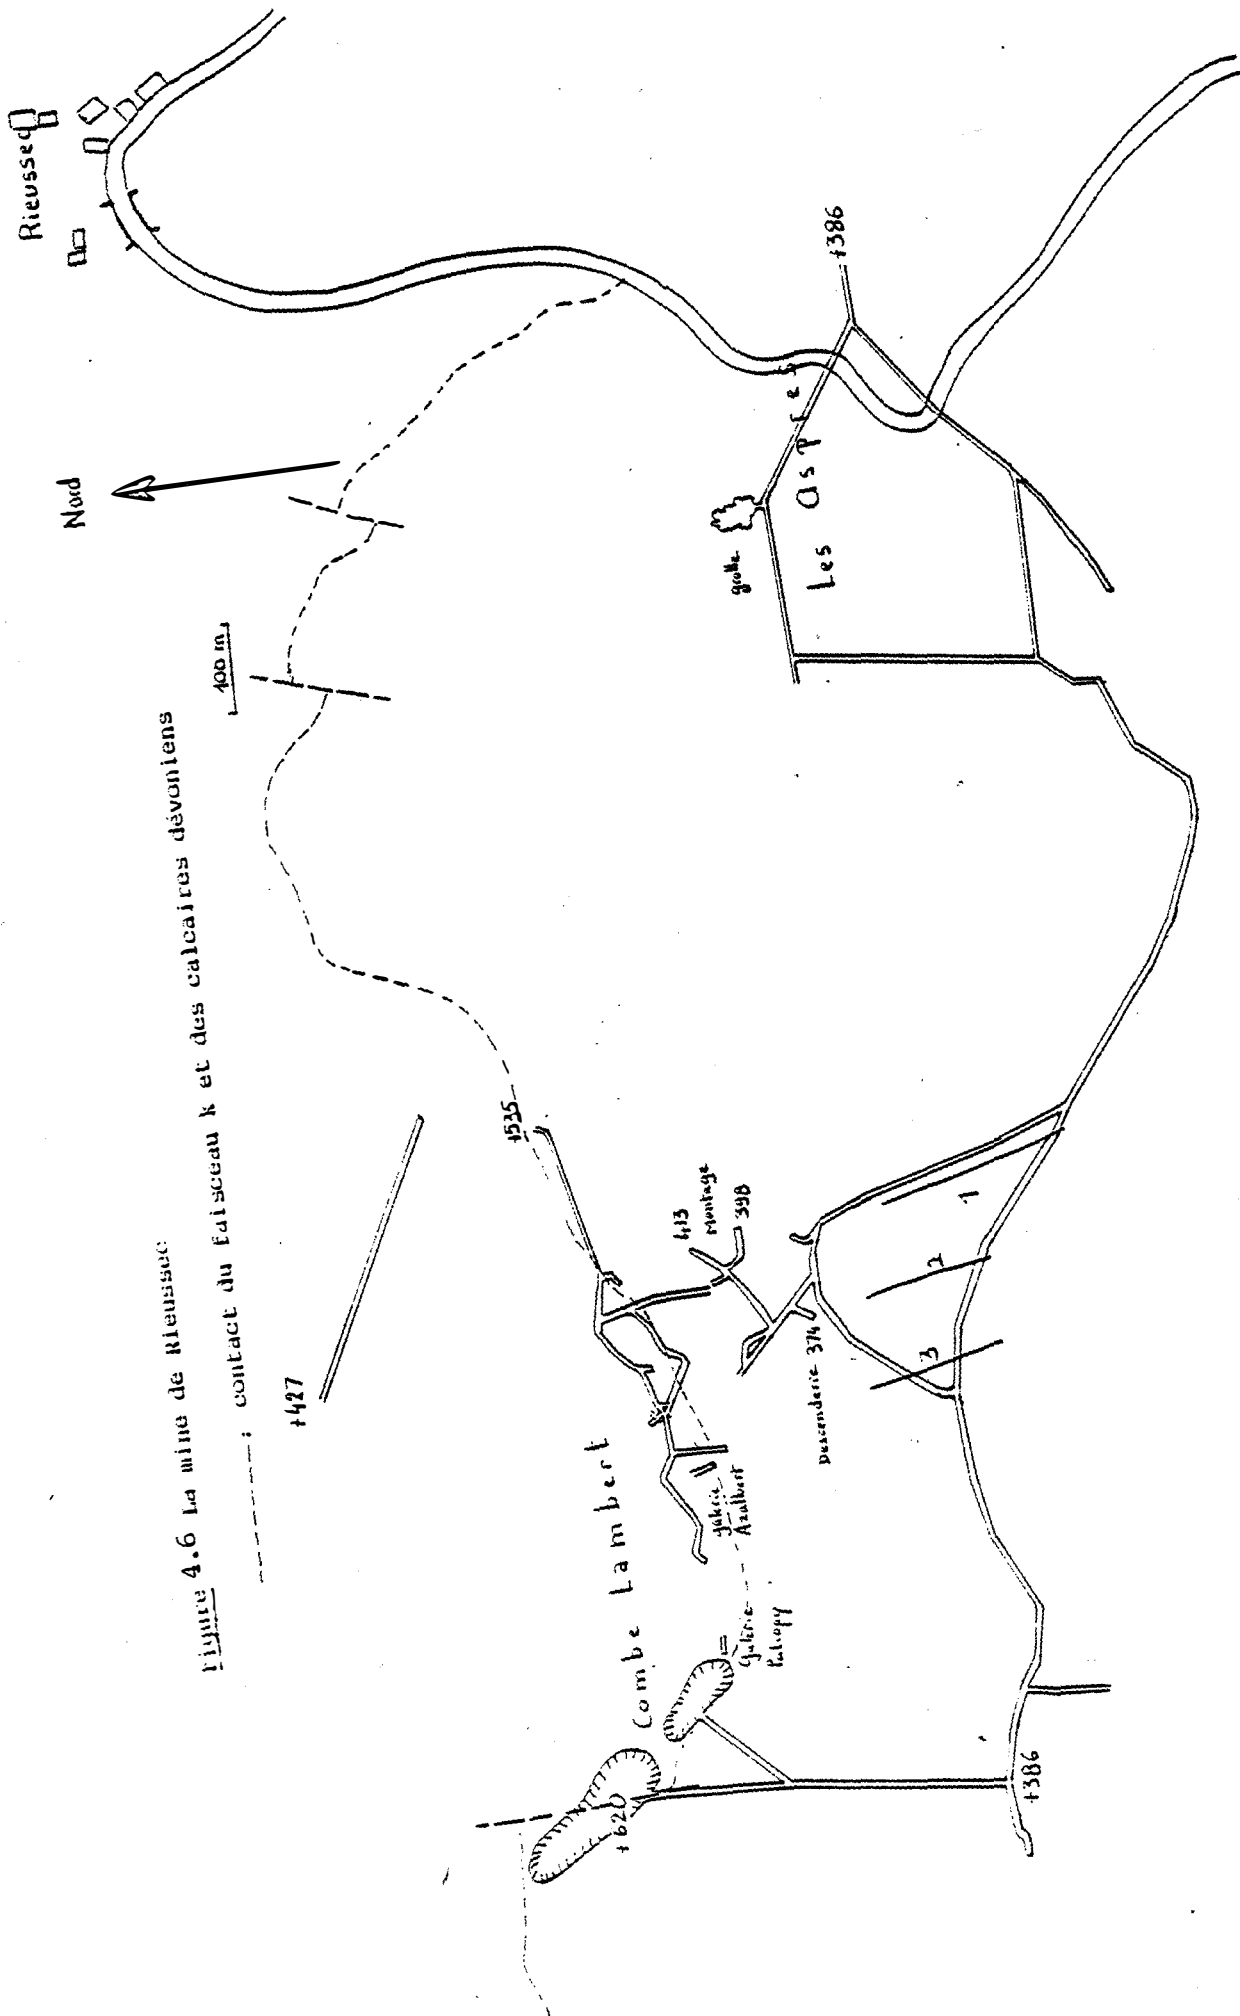 Figure 4.6 La mine de Rieussec
-------- : contact du faisceau k et des calcaires dévoniens
100 m
Nord
Rieussec
+427
+535
413
Montage
398
Descenderie 374
1
2
3
Combe Lambert
galerie
Azalbert
Galerie
+620
+386
grotte
Les Aspres
+386